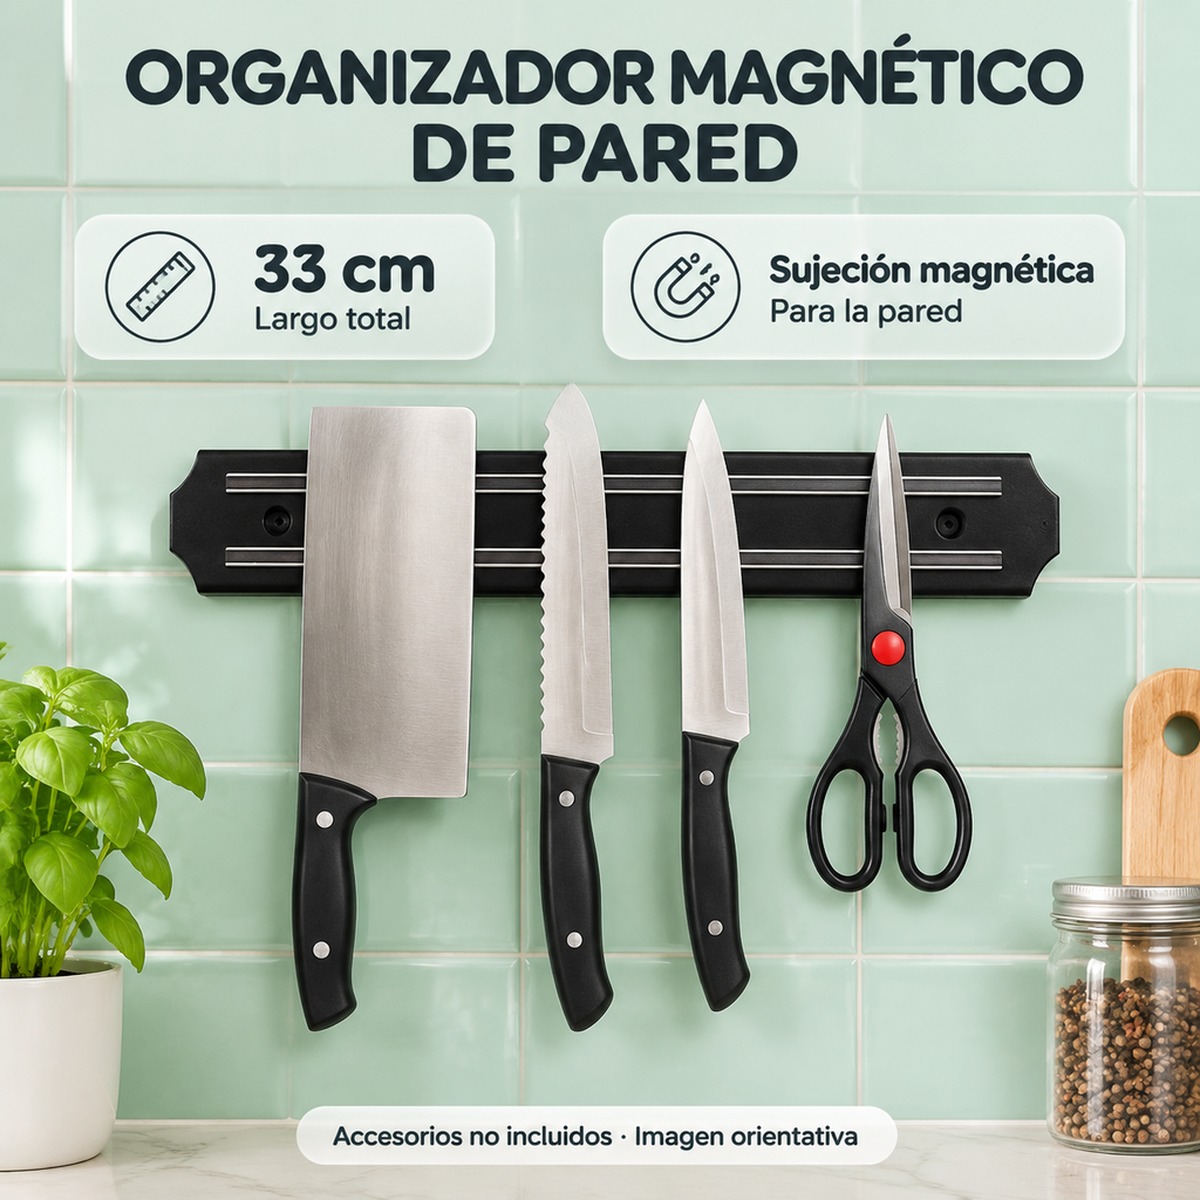 ORGANIZADOR MAGNÉTICO
DE PARED
33 cm
Largo total
Sujeción magnética
Para la pared
Accesorios no incluidos · Imagen orientativa